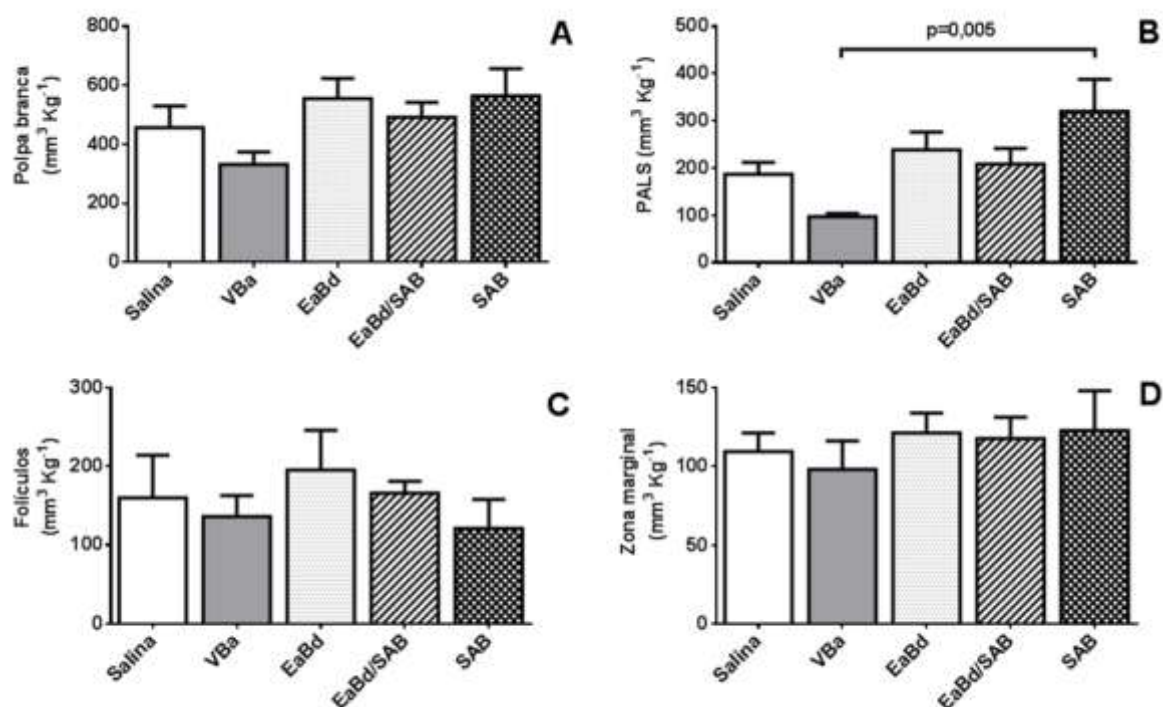 A
Polpa branca
(mm³ Kg⁻¹)
800
600
400
200
0
Salina
VBa
EaBd
EaBd/SAB
SAB
B
p=0,005
PALS (mm³ Kg⁻¹)
500
400
300
200
100
0
Salina
VBa
EaBd
EaBd/SAB
SAB
C
Folículos
(mm³ Kg⁻¹)
300
200
100
0
Salina
VBa
EaBd
EaBd/SAB
SAB
D
Zona marginal
(mm³ Kg⁻¹)
150
100
50
0
Salina
VBa
EaBd
EaBd/SAB
SAB